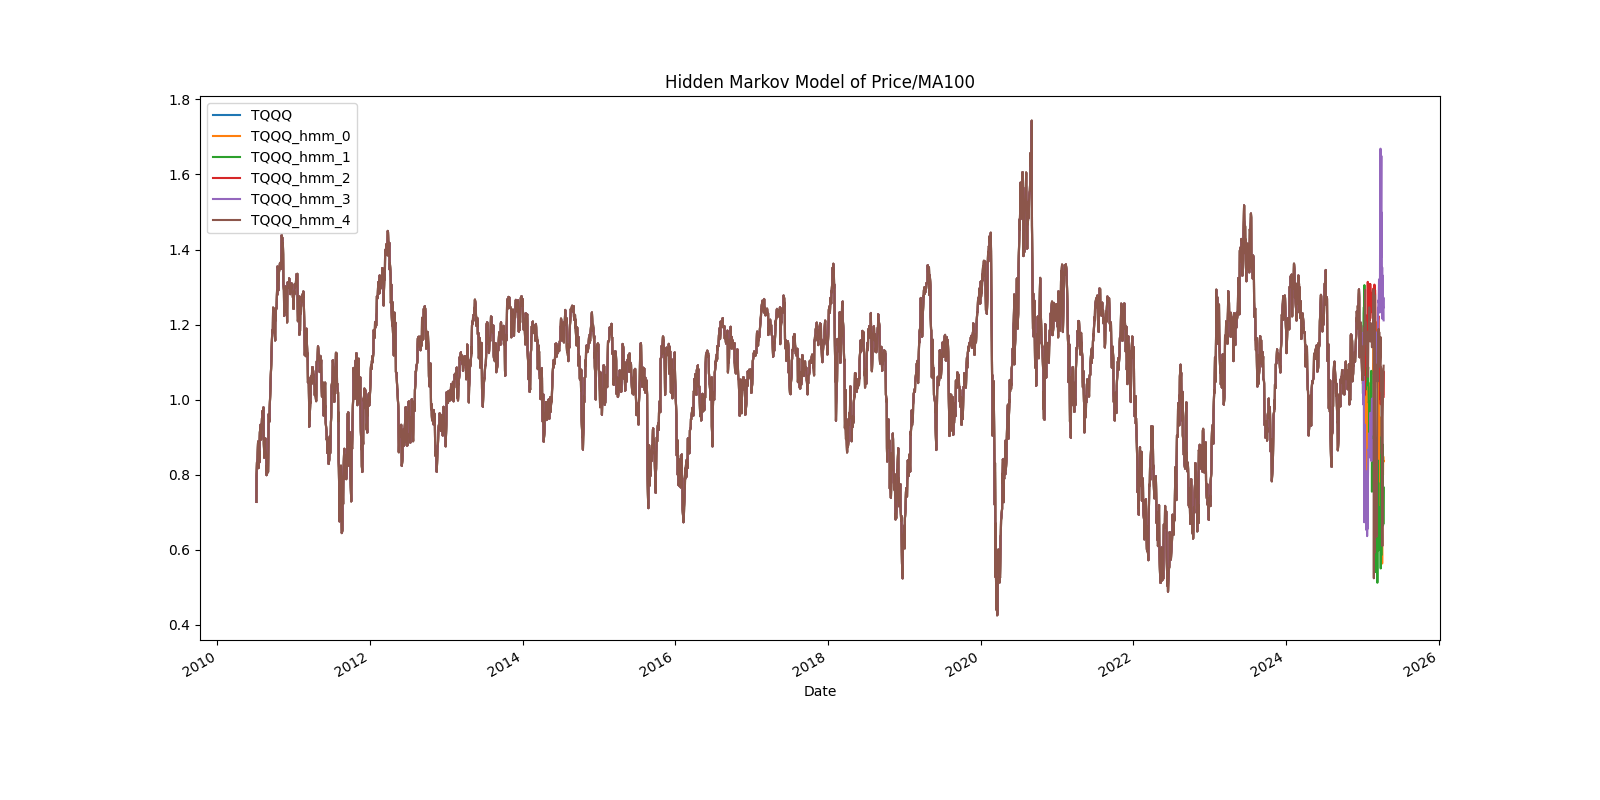 Hidden Markov Model of Price/MA100
1.8
1.6
1.4
1.2
1.0
0.8
0.6
0.4
TQQQ
TQQQ_hmm_0
TQQQ_hmm_1
TQQQ_hmm_2
TQQQ_hmm_3
TQQQ_hmm_4
2010 2012 2014 2016 2018 2020 2022 2024 2026
Date